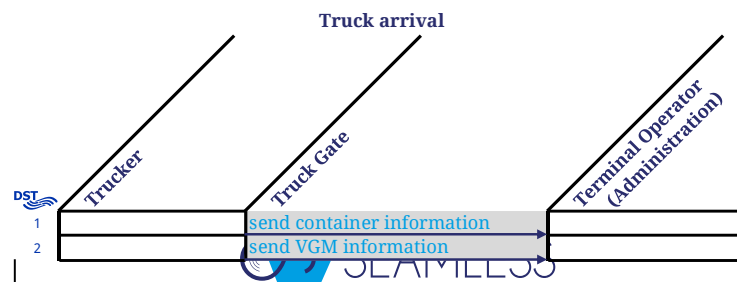 Truck arrival
Trucker
Truck Gate
Terminal Operator
(Administration)
DST
1
send container information
2
send VGM information
SEAMLESS